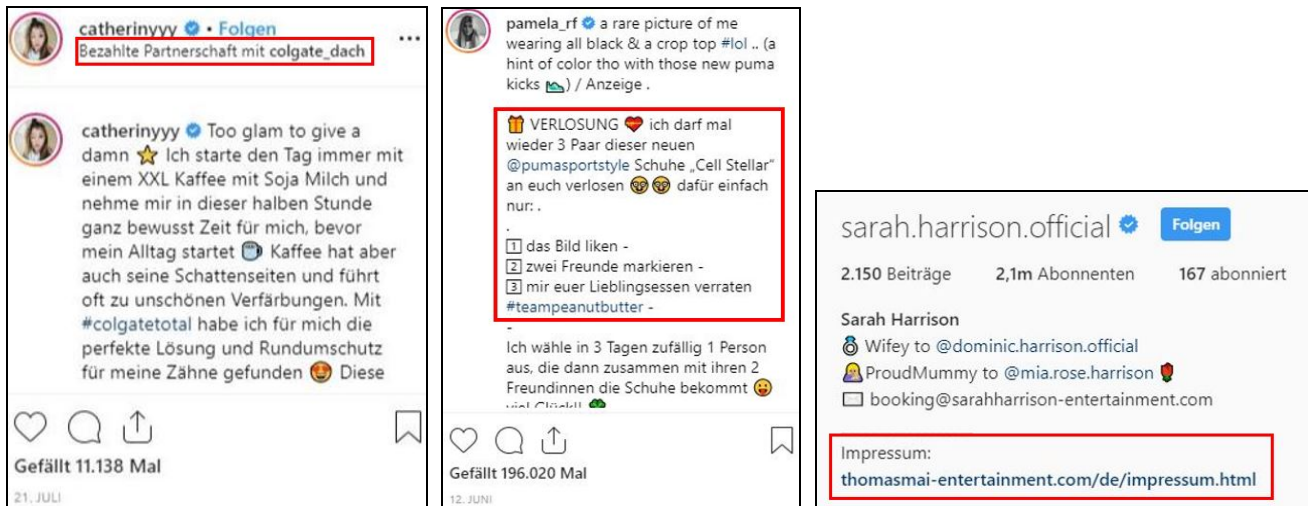 catherinyyy • Folgen
Bezahlte Partnerschaft mit colgate_dach
catherinyyy Too glam to give a
damn ⭐ Ich starte den Tag immer mit
einem XXL Kaffee mit Soja Milch und
nehme mir in dieser halben Stunde
ganz bewusst Zeit für mich, bevor
mein Alltag startet Kaffee hat aber
auch seine Schattenseiten und führt
oft zu unschönen Verfärbungen. Mit
#colgatetotal habe ich für mich die
perfekte Lösung und Rundumschutz
für meine Zähne gefunden 🤩 Diese
Gefällt 11.138 Mal
21. JULI
pamela_rf a rare picture of me
wearing all black & a crop top #lol .. (a
hint of color tho with those new puma
kicks 👟) / Anzeige .
🎁 VERLOSUNG 💝 ich darf mal
wieder 3 Paar dieser neuen
@pumasportstyle Schuhe „Cell Stellar"
an euch verlosen 🤓🤓 dafür einfach
nur: .
.
1 das Bild liken -
2 zwei Freunde markieren -
3 mir euer Lieblingsessen verraten
#teampeanutbutter -
-
Ich wähle in 3 Tagen zufällig 1 Person
aus, die dann zusammen mit ihren 2
Freundinnen die Schuhe bekommt 😛
viel Glück!! 🍀
Gefällt 196.020 Mal
12. JUNI
sarah.harrison.official Folgen
2.150 Beiträge 2,1m Abonnenten 167 abonniert
Sarah Harrison
💍 Wifey to @dominic.harrison.official
ProudMummy to @mia.rose.harrison 🌹
booking@sarahharrison-entertainment.com
Impressum:
thomasmai-entertainment.com/de/impressum.html